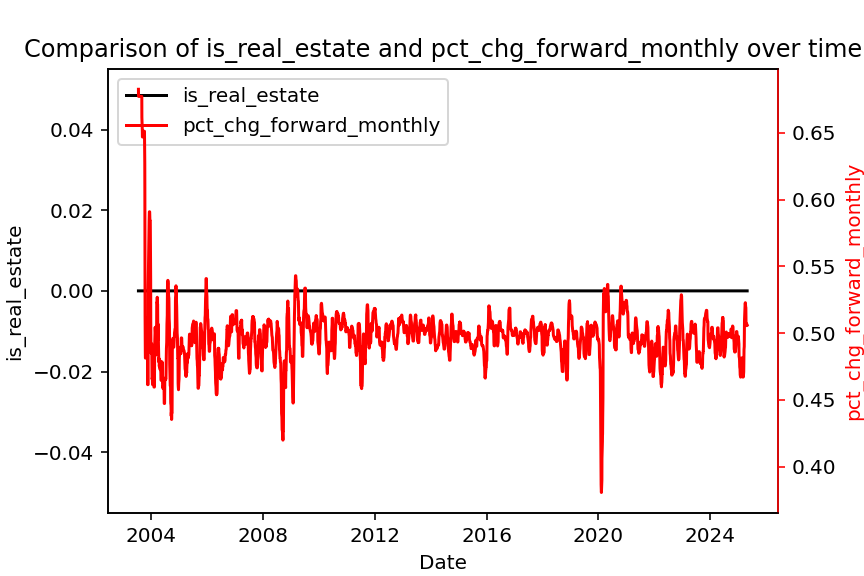 Comparison of is_real_estate and pct_chg_forward_monthly over time
is_real_estate
pct_chg_forward_monthly
0.04
0.02
0.00
−0.02
−0.04
is_real_estate
0.65
0.60
0.55
0.50
0.45
0.40
pct_chg_forward_monthly
2004 2008 2012 2016 2020 2024
Date